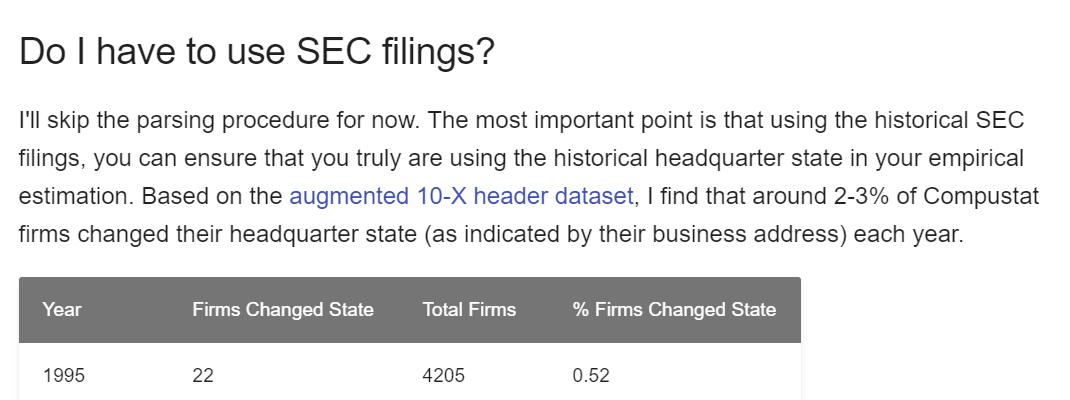 Do I have to use SEC filings?
I'll skip the parsing procedure for now. The most important point is that using the historical SEC
filings, you can ensure that you truly are using the historical headquarter state in your empirical
estimation. Based on the augmented 10-X header dataset, I find that around 2-3% of Compustat
firms changed their headquarter state (as indicated by their business address) each year.
Year Firms Changed State Total Firms % Firms Changed State
1995 22 4205 0.52